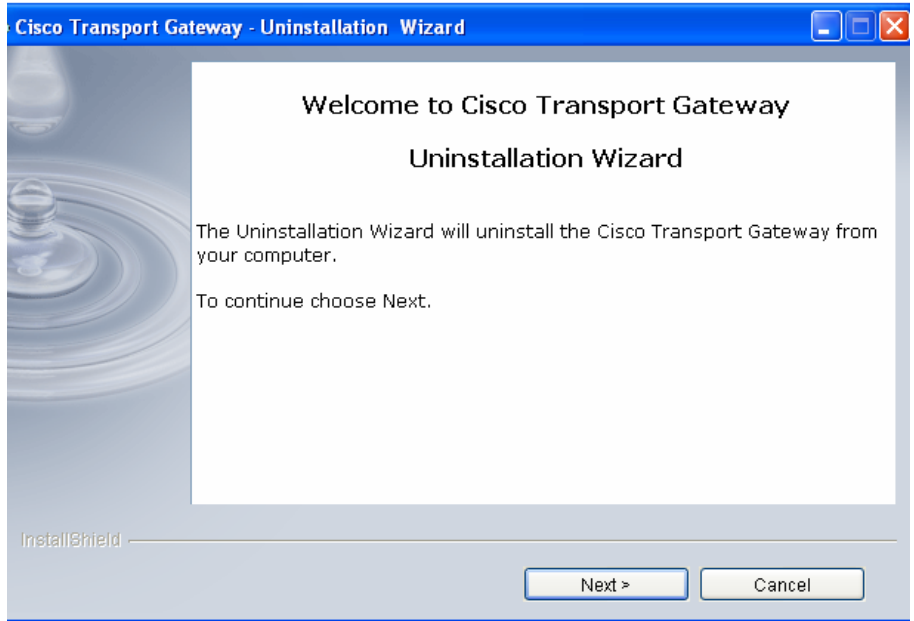 Cisco Transport Gateway - Uninstallation Wizard
Welcome to Cisco Transport Gateway
Uninstallation Wizard
The Uninstallation Wizard will uninstall the Cisco Transport Gateway from
your computer.
To continue choose Next.
InstallShield
Next >
Cancel